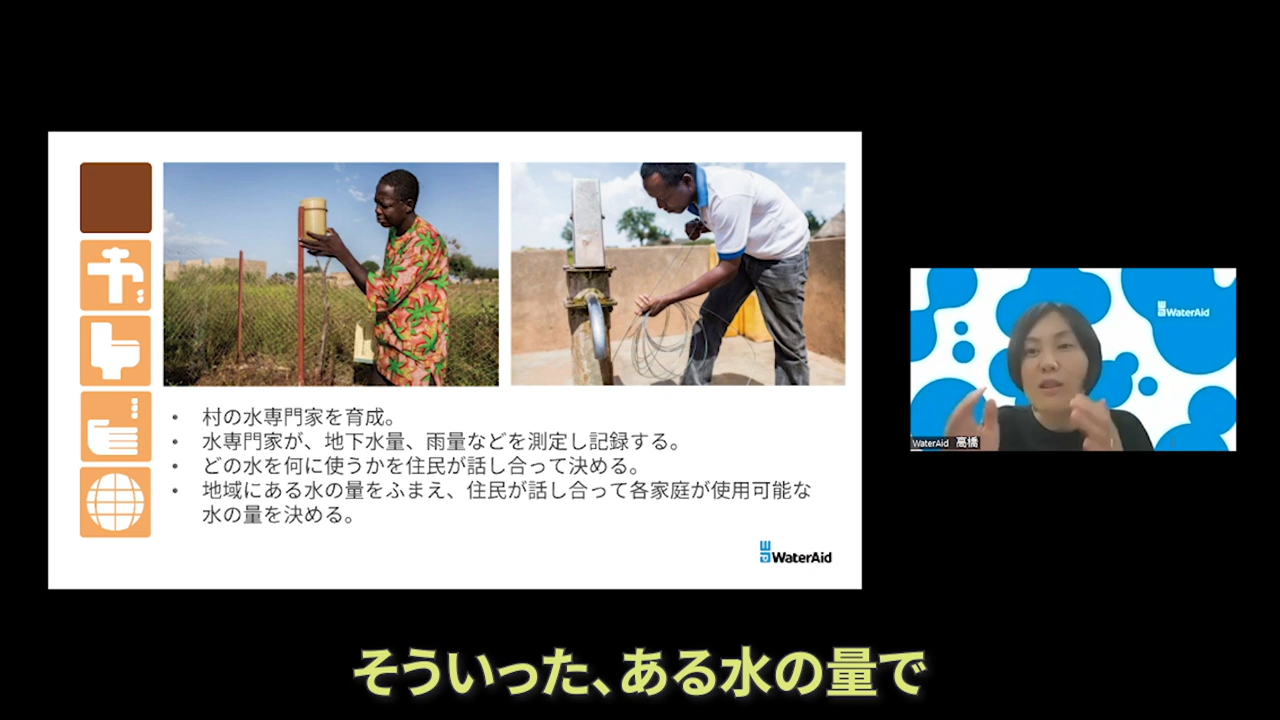 • 村の水専門家を育成。
• 水専門家が、地下水量、雨量などを測定し記録する。
• どの水を何に使うかを住民が話し合って決める。
• 地域にある水の量をふまえ、住民が話し合って各家庭が使用可能な
水の量を決める。
WaterAid
WaterAid
WaterAid 高橋
そういった、ある水の量で